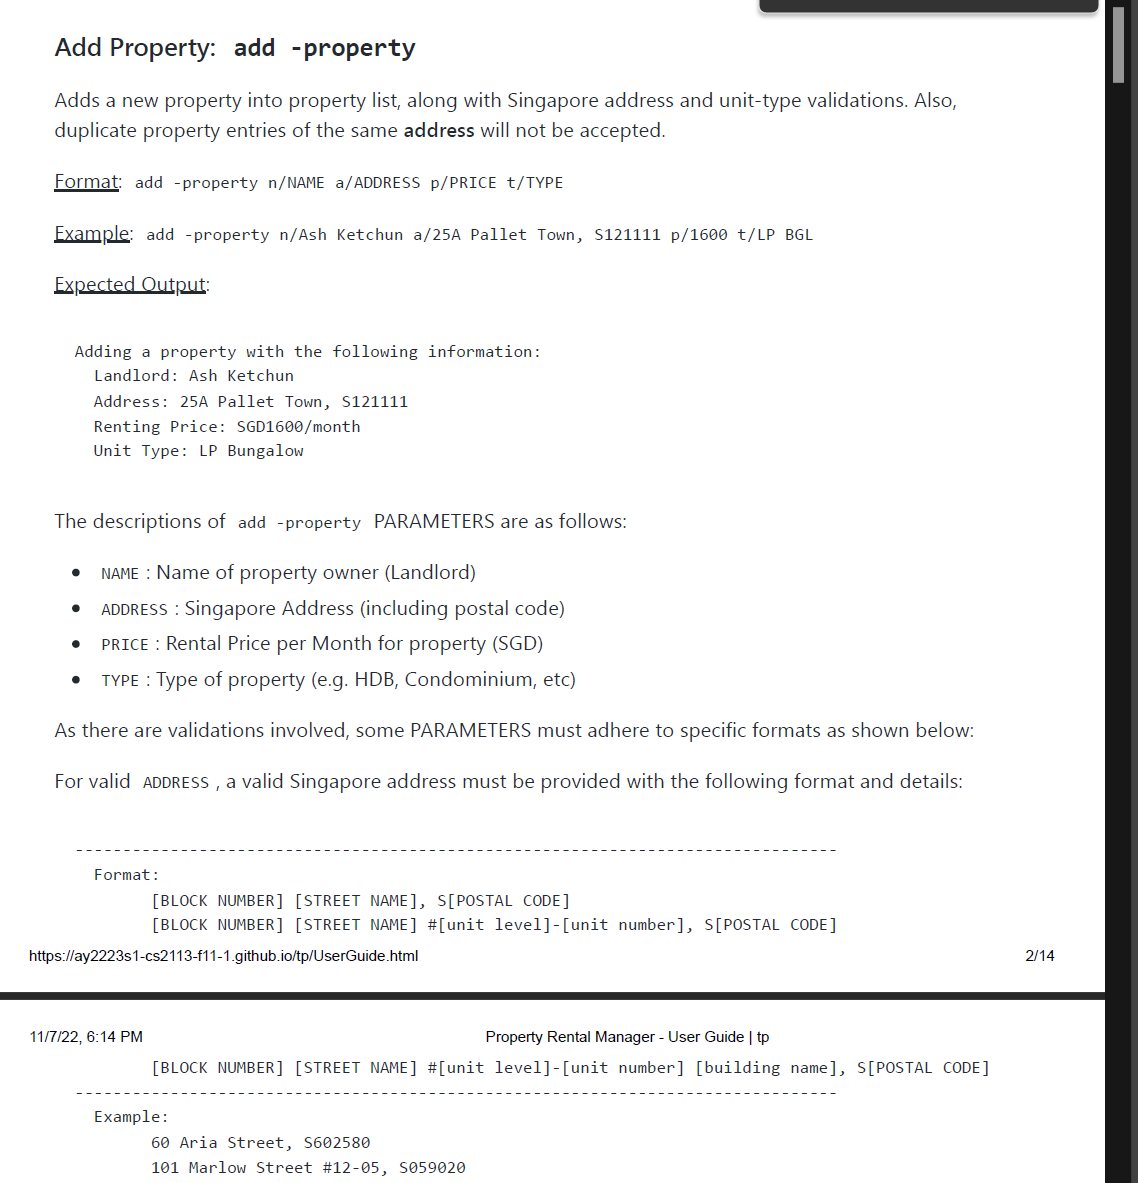 Add Property: add -property
Adds a new property into property list, along with Singapore address and unit-type validations. Also,
duplicate property entries of the same address will not be accepted.
Format: add -property n/NAME a/ADDRESS p/PRICE t/TYPE
Example: add -property n/Ash Ketchun a/25A Pallet Town, S121111 p/1600 t/LP BGL
Expected Output:
Adding a property with the following information:
Landlord: Ash Ketchun
Address: 25A Pallet Town, S121111
Renting Price: SGD1600/month
Unit Type: LP Bungalow
The descriptions of add -property PARAMETERS are as follows:
• NAME : Name of property owner (Landlord)
• ADDRESS : Singapore Address (including postal code)
• PRICE : Rental Price per Month for property (SGD)
• TYPE : Type of property (e.g. HDB, Condominium, etc)
As there are validations involved, some PARAMETERS must adhere to specific formats as shown below:
For valid ADDRESS , a valid Singapore address must be provided with the following format and details:
--------------------------------------------------------------------------------
Format:
[BLOCK NUMBER] [STREET NAME], S[POSTAL CODE]
[BLOCK NUMBER] [STREET NAME] #[unit level]-[unit number], S[POSTAL CODE]
https://ay2223s1-cs2113-f11-1.github.io/tp/UserGuide.html 2/14
11/7/22, 6:14 PM Property Rental Manager - User Guide | tp
[BLOCK NUMBER] [STREET NAME] #[unit level]-[unit number] [building name], S[POSTAL CODE]
--------------------------------------------------------------------------------
Example:
60 Aria Street, S602580
101 Marlow Street #12-05, S059020